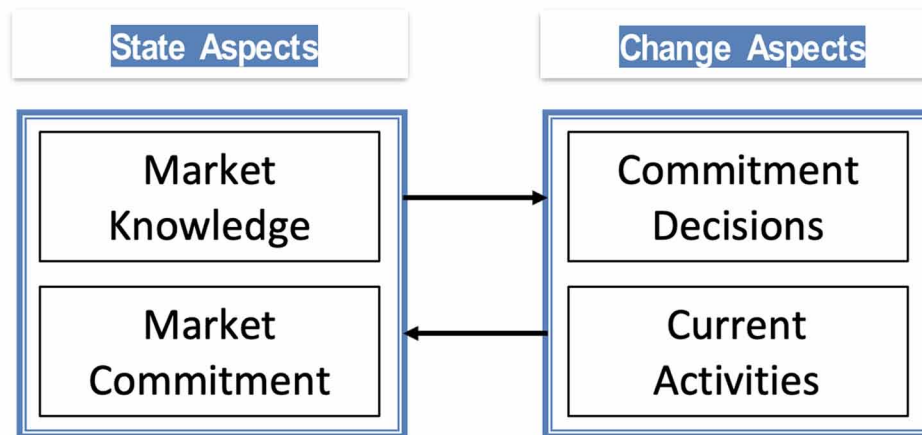 State Aspects
Change Aspects
Market
Knowledge
Commitment
Decisions
Market
Commitment
Current
Activities